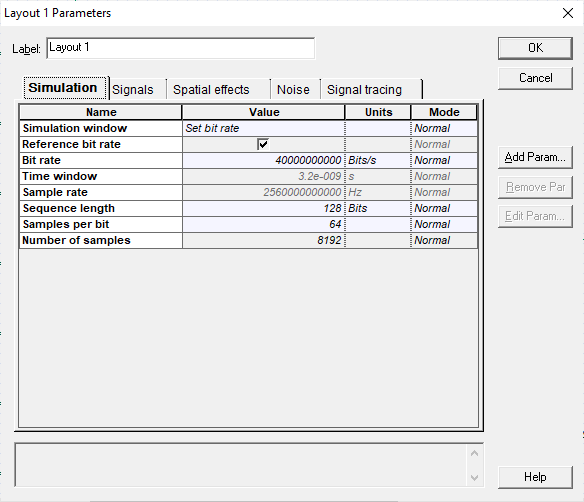 Layout 1 Parameters
Label: Layout 1
OK
Cancel
Simulation Signals Spatial effects Noise Signal tracing
Name Value Units Mode
Simulation window Set bit rate Normal
Reference bit rate Normal
Bit rate 40000000000 Bits/s Normal
Time window 3.2e-009 s Normal
Sample rate 2560000000000 Hz Normal
Sequence length 128 Bits Normal
Samples per bit 64 Normal
Number of samples 8192 Normal
Add Param...
Remove Par
Edit Param...
Help